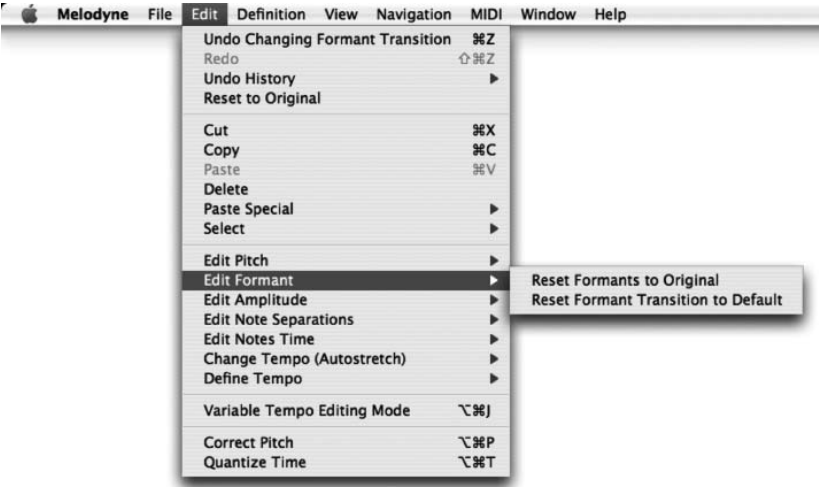 Melodyne File Edit Definition View Navigation MIDI Window Help
Undo Changing Formant Transition ⌘Z
Redo ⇧⌘Z
Undo History ▶
Reset to Original
Cut ⌘X
Copy ⌘C
Paste ⌘V
Delete
Paste Special ▶
Select ▶
Edit Pitch ▶
Edit Formant ▶ Reset Formants to Original
Edit Amplitude ▶ Reset Formant Transition to Default
Edit Note Separations ▶
Edit Notes Time ▶
Change Tempo (Autostretch) ▶
Define Tempo ▶
Variable Tempo Editing Mode ⌥⌘J
Correct Pitch ⌥⌘P
Quantize Time ⌥⌘T